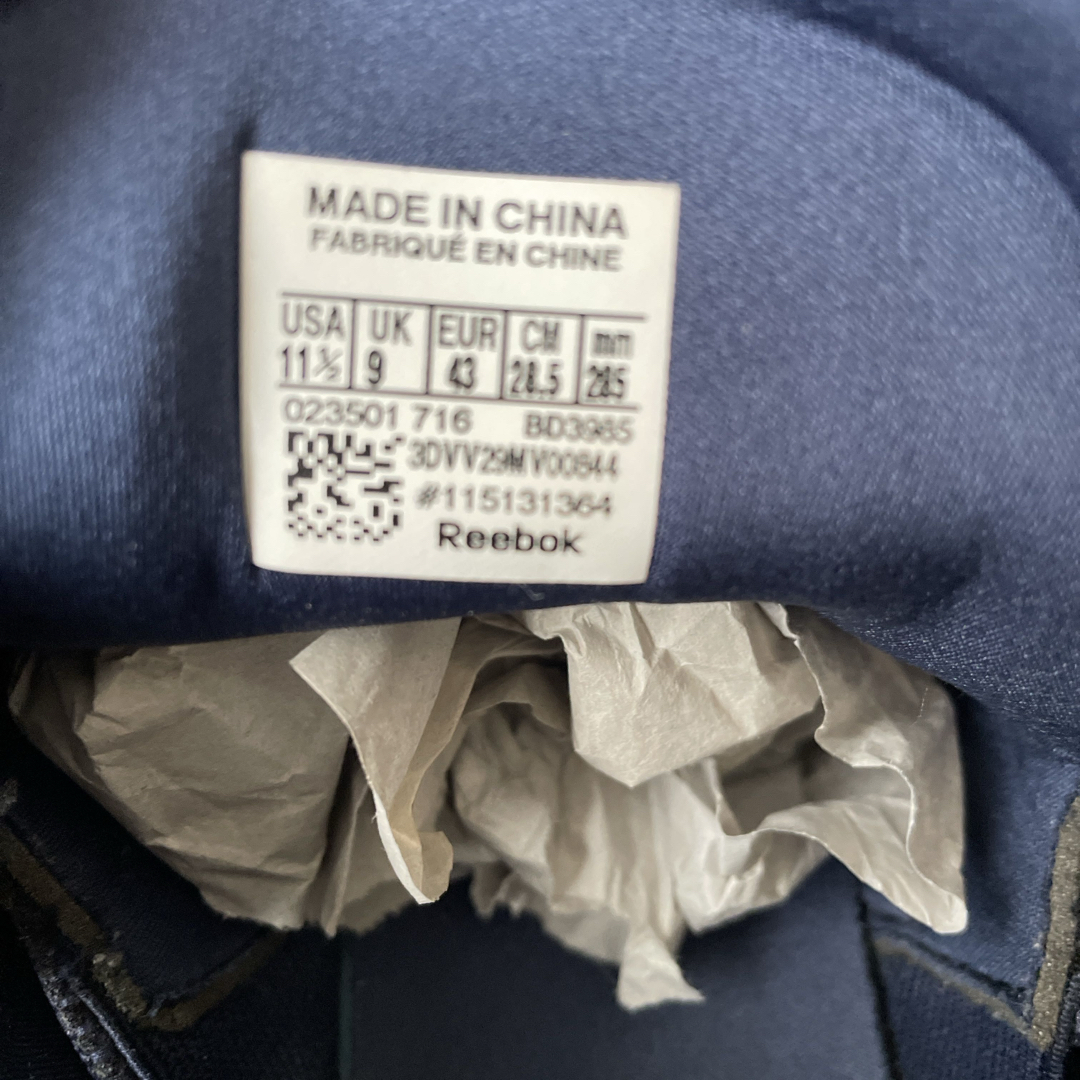 MADE IN CHINA
FABRIQUÉ EN CHINE
USA UK EUR CM mm
11½ 9 43 28.5 285
023501 716 BD3985
3DVV29MV00844
#115131364
Reebok